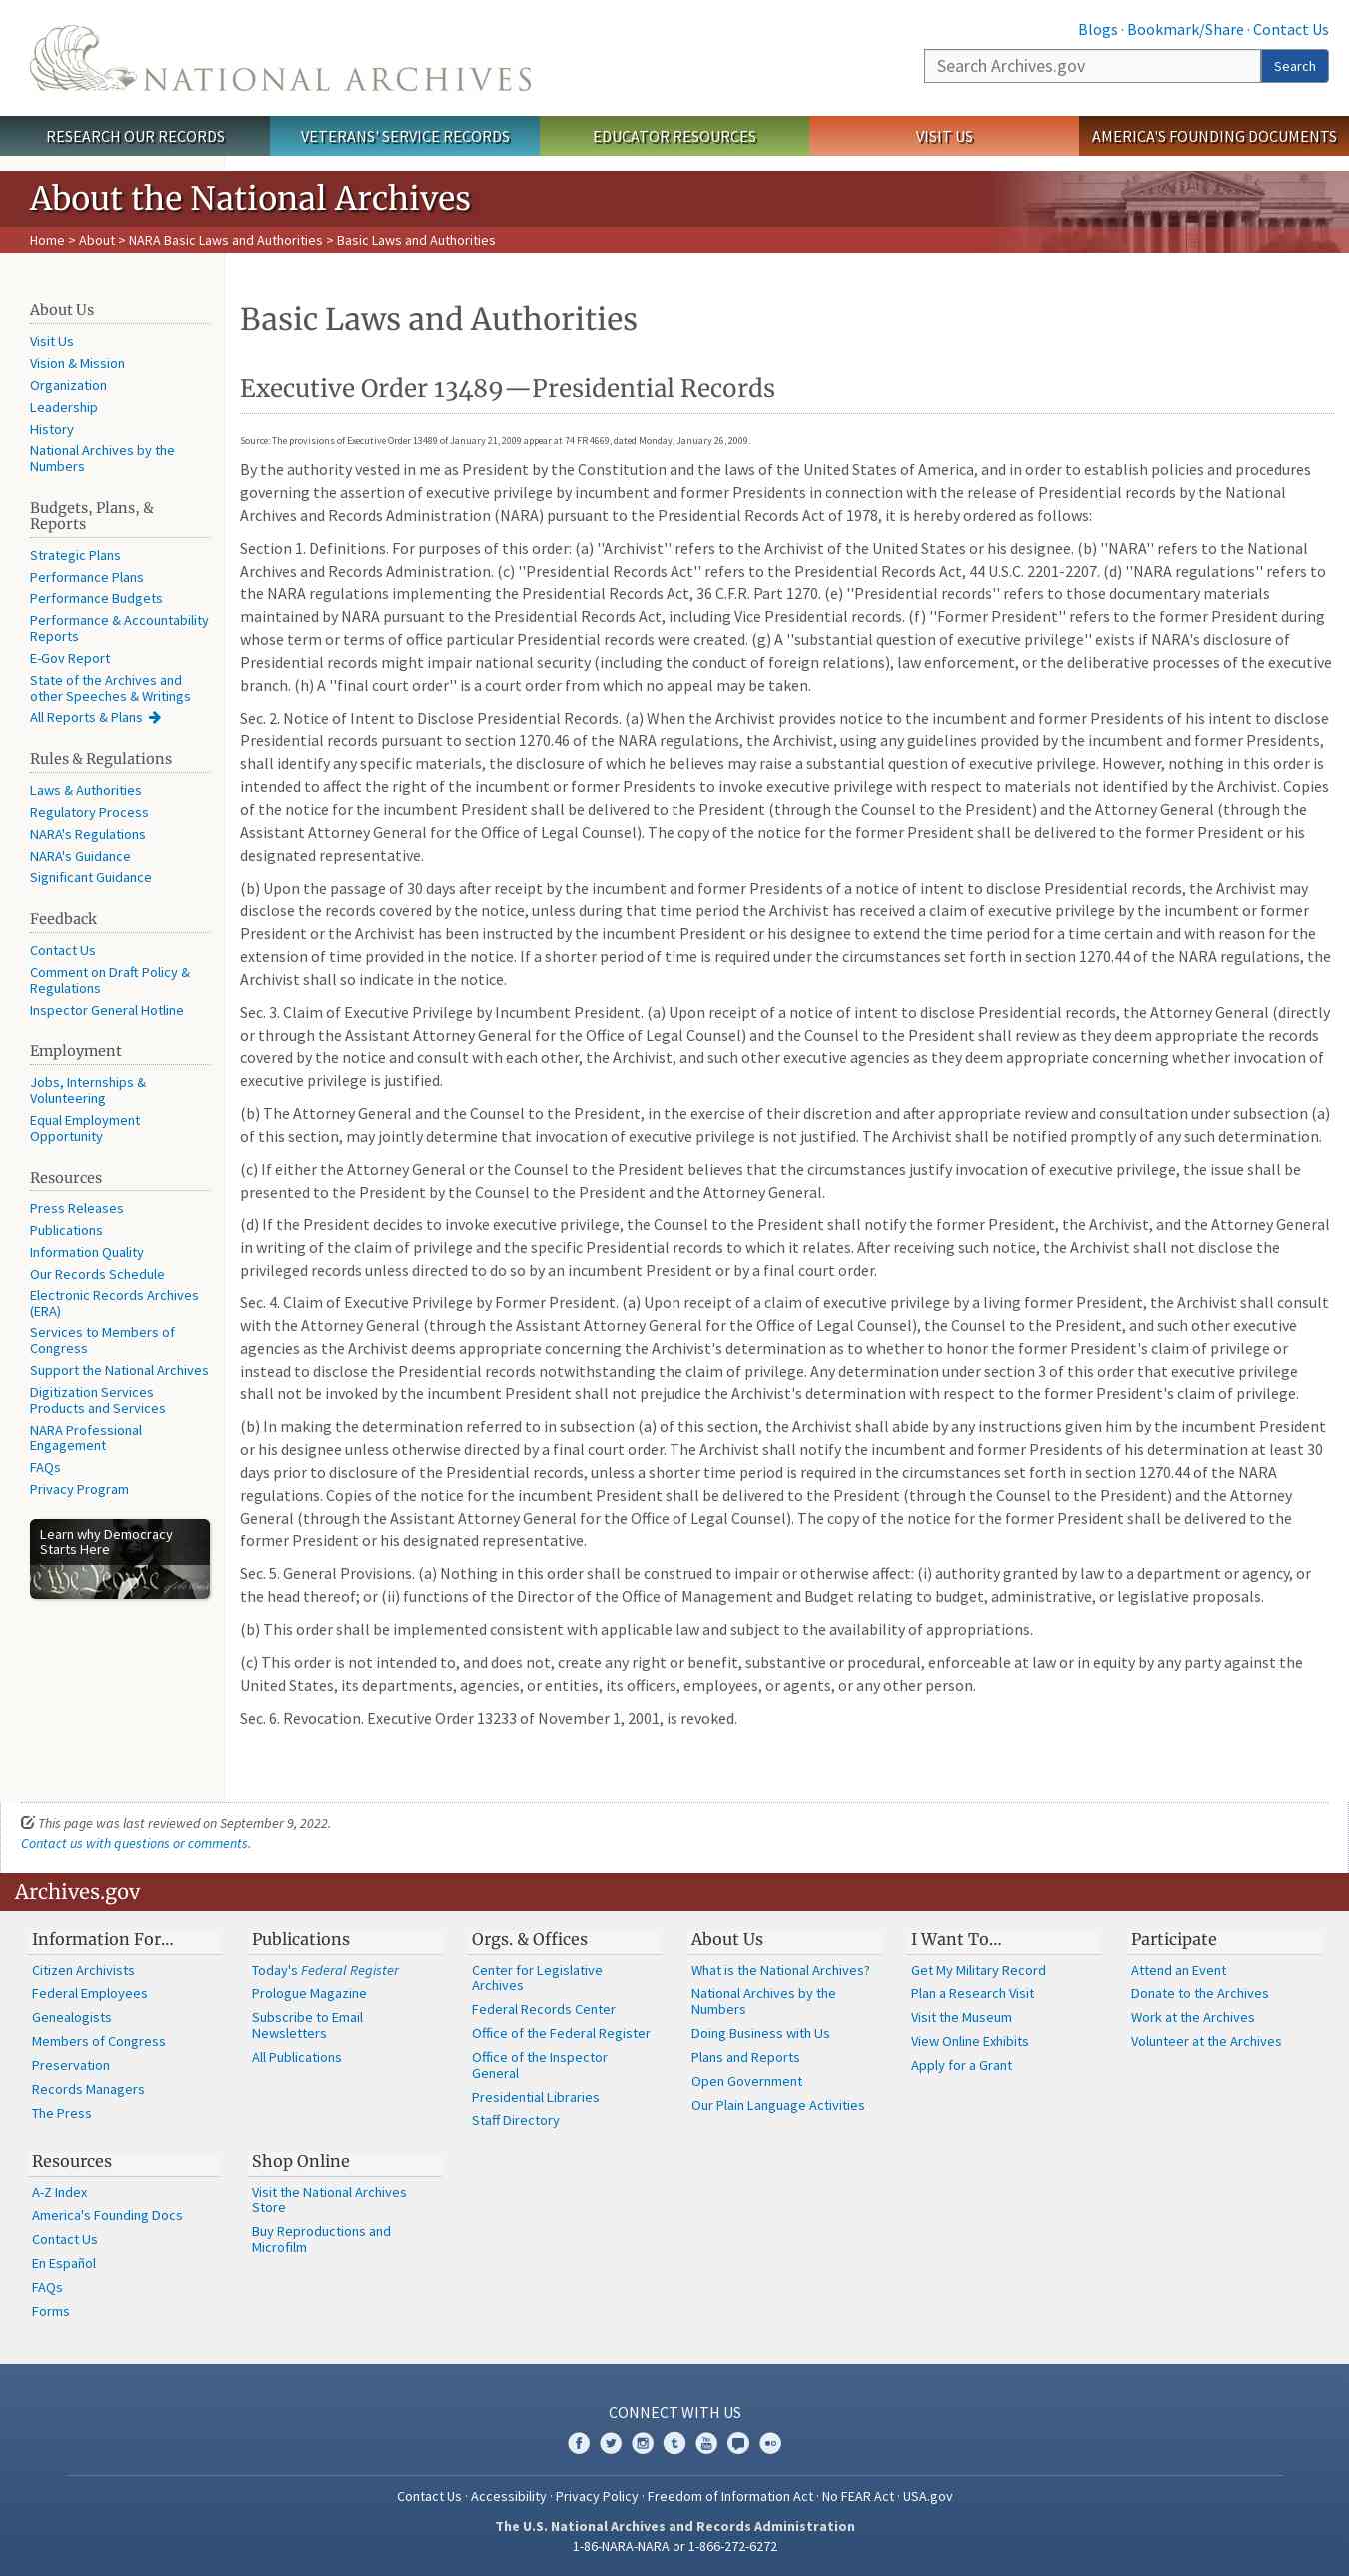 NATIONAL ARCHIVES
Blogs · Bookmark/Share · Contact Us
Search Archives.gov
Search
RESEARCH OUR RECORDS
VETERANS' SERVICE RECORDS
EDUCATOR RESOURCES
VISIT US
AMERICA'S FOUNDING DOCUMENTS
About the National Archives
Home > About > NARA Basic Laws and Authorities > Basic Laws and Authorities
About Us
Visit Us
Vision & Mission
Organization
Leadership
History
National Archives by the
Numbers
Budgets, Plans, &
Reports
Strategic Plans
Performance Plans
Performance Budgets
Performance & Accountability
Reports
E-Gov Report
State of the Archives and
other Speeches & Writings
All Reports & Plans
Rules & Regulations
Laws & Authorities
Regulatory Process
NARA's Regulations
NARA's Guidance
Significant Guidance
Feedback
Contact Us
Comment on Draft Policy &
Regulations
Inspector General Hotline
Employment
Jobs, Internships &
Volunteering
Equal Employment
Opportunity
Resources
Press Releases
Publications
Information Quality
Our Records Schedule
Electronic Records Archives
(ERA)
Services to Members of
Congress
Support the National Archives
Digitization Services
Products and Services
NARA Professional
Engagement
FAQs
Privacy Program
Learn why Democracy
Starts Here
Basic Laws and Authorities
Executive Order 13489—Presidential Records
Source: The provisions of Executive Order 13489 of January 21, 2009 appear at 74 FR 4669, dated Monday, January 26, 2009.
By the authority vested in me as President by the Constitution and the laws of the United States of America, and in order to establish policies and procedures
governing the assertion of executive privilege by incumbent and former Presidents in connection with the release of Presidential records by the National
Archives and Records Administration (NARA) pursuant to the Presidential Records Act of 1978, it is hereby ordered as follows:
Section 1. Definitions. For purposes of this order: (a) ''Archivist'' refers to the Archivist of the United States or his designee. (b) ''NARA'' refers to the National
Archives and Records Administration. (c) ''Presidential Records Act'' refers to the Presidential Records Act, 44 U.S.C. 2201-2207. (d) ''NARA regulations'' refers to
the NARA regulations implementing the Presidential Records Act, 36 C.F.R. Part 1270. (e) ''Presidential records'' refers to those documentary materials
maintained by NARA pursuant to the Presidential Records Act, including Vice Presidential records. (f) ''Former President'' refers to the former President during
whose term or terms of office particular Presidential records were created. (g) A ''substantial question of executive privilege'' exists if NARA's disclosure of
Presidential records might impair national security (including the conduct of foreign relations), law enforcement, or the deliberative processes of the executive
branch. (h) A ''final court order'' is a court order from which no appeal may be taken.
Sec. 2. Notice of Intent to Disclose Presidential Records. (a) When the Archivist provides notice to the incumbent and former Presidents of his intent to disclose
Presidential records pursuant to section 1270.46 of the NARA regulations, the Archivist, using any guidelines provided by the incumbent and former Presidents,
shall identify any specific materials, the disclosure of which he believes may raise a substantial question of executive privilege. However, nothing in this order is
intended to affect the right of the incumbent or former Presidents to invoke executive privilege with respect to materials not identified by the Archivist. Copies
of the notice for the incumbent President shall be delivered to the President (through the Counsel to the President) and the Attorney General (through the
Assistant Attorney General for the Office of Legal Counsel). The copy of the notice for the former President shall be delivered to the former President or his
designated representative.
(b) Upon the passage of 30 days after receipt by the incumbent and former Presidents of a notice of intent to disclose Presidential records, the Archivist may
disclose the records covered by the notice, unless during that time period the Archivist has received a claim of executive privilege by the incumbent or former
President or the Archivist has been instructed by the incumbent President or his designee to extend the time period for a time certain and with reason for the
extension of time provided in the notice. If a shorter period of time is required under the circumstances set forth in section 1270.44 of the NARA regulations, the
Archivist shall so indicate in the notice.
Sec. 3. Claim of Executive Privilege by Incumbent President. (a) Upon receipt of a notice of intent to disclose Presidential records, the Attorney General (directly
or through the Assistant Attorney General for the Office of Legal Counsel) and the Counsel to the President shall review as they deem appropriate the records
covered by the notice and consult with each other, the Archivist, and such other executive agencies as they deem appropriate concerning whether invocation of
executive privilege is justified.
(b) The Attorney General and the Counsel to the President, in the exercise of their discretion and after appropriate review and consultation under subsection (a)
of this section, may jointly determine that invocation of executive privilege is not justified. The Archivist shall be notified promptly of any such determination.
(c) If either the Attorney General or the Counsel to the President believes that the circumstances justify invocation of executive privilege, the issue shall be
presented to the President by the Counsel to the President and the Attorney General.
(d) If the President decides to invoke executive privilege, the Counsel to the President shall notify the former President, the Archivist, and the Attorney General
in writing of the claim of privilege and the specific Presidential records to which it relates. After receiving such notice, the Archivist shall not disclose the
privileged records unless directed to do so by an incumbent President or by a final court order.
Sec. 4. Claim of Executive Privilege by Former President. (a) Upon receipt of a claim of executive privilege by a living former President, the Archivist shall consult
with the Attorney General (through the Assistant Attorney General for the Office of Legal Counsel), the Counsel to the President, and such other executive
agencies as the Archivist deems appropriate concerning the Archivist's determination as to whether to honor the former President's claim of privilege or
instead to disclose the Presidential records notwithstanding the claim of privilege. Any determination under section 3 of this order that executive privilege
shall not be invoked by the incumbent President shall not prejudice the Archivist's determination with respect to the former President's claim of privilege.
(b) In making the determination referred to in subsection (a) of this section, the Archivist shall abide by any instructions given him by the incumbent President
or his designee unless otherwise directed by a final court order. The Archivist shall notify the incumbent and former Presidents of his determination at least 30
days prior to disclosure of the Presidential records, unless a shorter time period is required in the circumstances set forth in section 1270.44 of the NARA
regulations. Copies of the notice for the incumbent President shall be delivered to the President (through the Counsel to the President) and the Attorney
General (through the Assistant Attorney General for the Office of Legal Counsel). The copy of the notice for the former President shall be delivered to the
former President or his designated representative.
Sec. 5. General Provisions. (a) Nothing in this order shall be construed to impair or otherwise affect: (i) authority granted by law to a department or agency, or
the head thereof; or (ii) functions of the Director of the Office of Management and Budget relating to budget, administrative, or legislative proposals.
(b) This order shall be implemented consistent with applicable law and subject to the availability of appropriations.
(c) This order is not intended to, and does not, create any right or benefit, substantive or procedural, enforceable at law or in equity by any party against the
United States, its departments, agencies, or entities, its officers, employees, or agents, or any other person.
Sec. 6. Revocation. Executive Order 13233 of November 1, 2001, is revoked.
This page was last reviewed on September 9, 2022.
Contact us with questions or comments.
Archives.gov
Information For…
Citizen Archivists
Federal Employees
Genealogists
Members of Congress
Preservation
Records Managers
The Press
Publications
Today's Federal Register
Prologue Magazine
Subscribe to Email
Newsletters
All Publications
Orgs. & Offices
Center for Legislative
Archives
Federal Records Center
Office of the Federal Register
Office of the Inspector
General
Presidential Libraries
Staff Directory
About Us
What is the National Archives?
National Archives by the
Numbers
Doing Business with Us
Plans and Reports
Open Government
Our Plain Language Activities
I Want To…
Get My Military Record
Plan a Research Visit
Visit the Museum
View Online Exhibits
Apply for a Grant
Participate
Attend an Event
Donate to the Archives
Work at the Archives
Volunteer at the Archives
Resources
A-Z Index
America's Founding Docs
Contact Us
En Español
FAQs
Forms
Shop Online
Visit the National Archives
Store
Buy Reproductions and
Microfilm
CONNECT WITH US
Contact Us · Accessibility · Privacy Policy · Freedom of Information Act · No FEAR Act · USA.gov
The U.S. National Archives and Records Administration
1-86-NARA-NARA or 1-866-272-6272